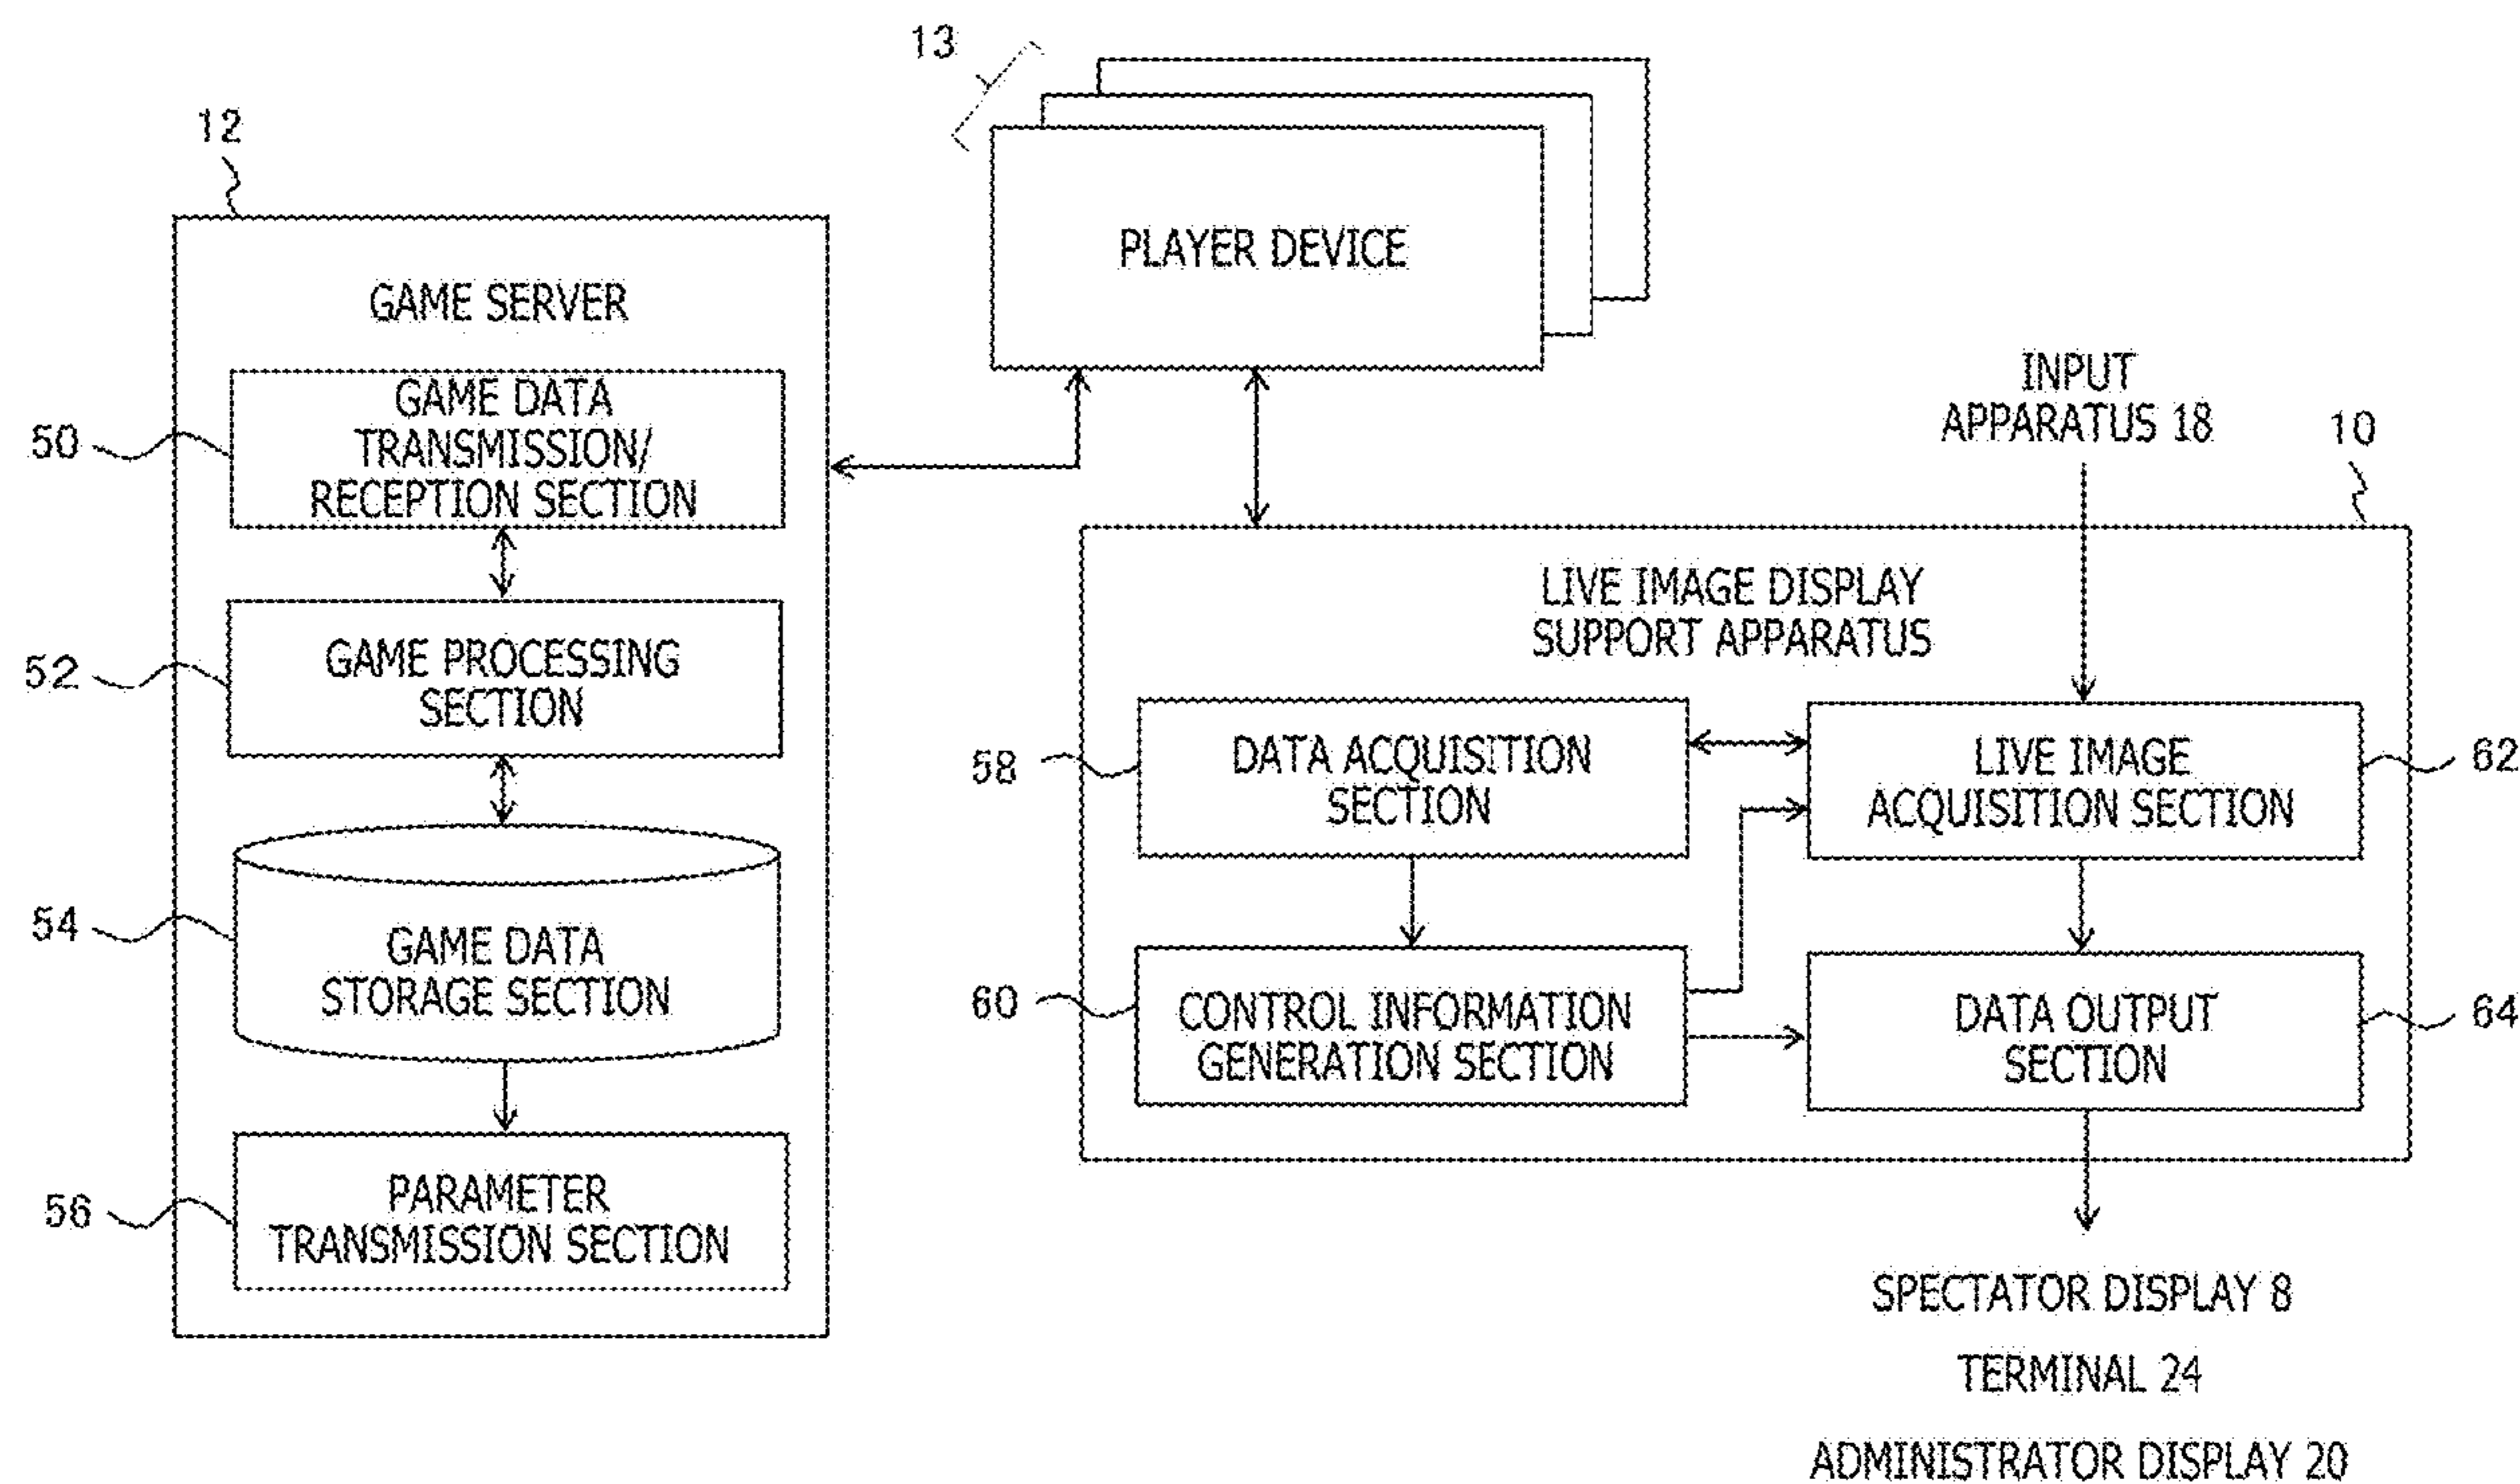 13
12
PLAYER DEVICE
GAME SERVER
INPUT
APPARATUS 18
10
50
GAME DATA
TRANSMISSION/
RECEPTION SECTION
LIVE IMAGE DISPLAY
SUPPORT APPARATUS
52
GAME PROCESSING
SECTION
58
DATA ACQUISITION
SECTION
LIVE IMAGE
ACQUISITION SECTION
62
54
GAME DATA
STORAGE SECTION
60
CONTROL INFORMATION
GENERATION SECTION
DATA OUTPUT
SECTION
64
56
PARAMETER
TRANSMISSION SECTION
SPECTATOR DISPLAY 8
TERMINAL 24
ADMINISTRATOR DISPLAY 20